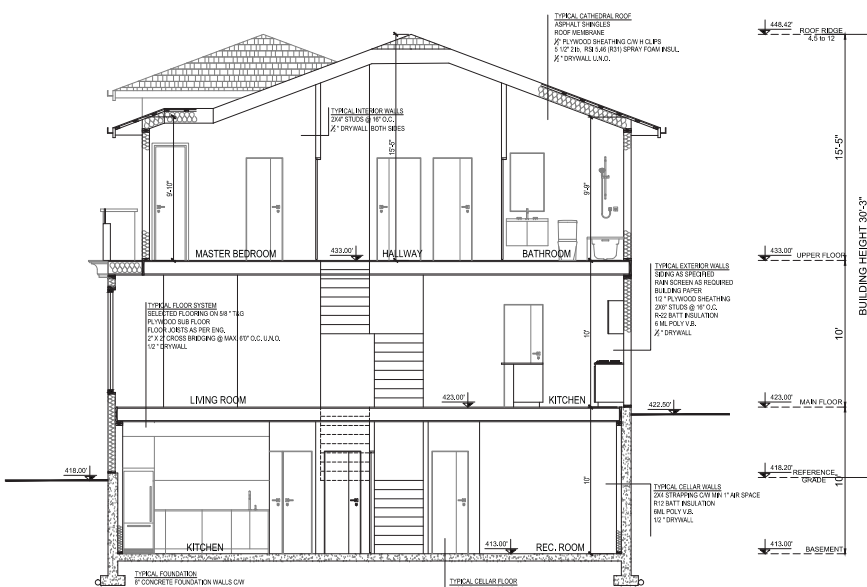 TYPICAL CATHEDRAL ROOF
ASPHALT SHINGLES
ROOF MEMBRANE
½" PLYWOOD SHEATHING C/W H CLIPS
5 1/2" 2 lb. RSI 5.46 (R31) SPRAY FOAM INSUL.
½" DRYWALL U.N.O.
448.42'
ROOF RIDGE
4.5 to 12
TYPICAL INTERIOR WALLS
2X4" STUDS @ 16" O.C.
½" DRYWALL BOTH SIDES
15'-5"
9'-10"
9'-9"
15'-5"
BUILDING HEIGHT 30'-3"
MASTER BEDROOM
433.00'
HALLWAY
BATHROOM
433.00'
UPPER FLOOR
TYPICAL EXTERIOR WALLS
SIDING AS SPECIFIED
RAIN SCREEN AS REQUIRED
BUILDING PAPER
1/2" PLYWOOD SHEATHING
2X6" STUDS @ 16" O.C.
R-22 BATT INSULATION
6 MIL POLY V.B.
½" DRYWALL
TYPICAL FLOOR SYSTEM
SELECTED FLOORING ON 5/8" T&G
PLYWOOD SUB FLOOR
FLOOR JOISTS AS PER ENG.
2" X 2" CROSS BRIDGING @ MAX. 6'0" O.C. U.N.O.
1/2" DRYWALL
10'
10'
LIVING ROOM
423.00'
KITCHEN
422.50'
423.00'
MAIN FLOOR
418.00'
418.20'
REFERENCE
GRADE
10'
10'
TYPICAL CELLAR WALLS
2X4 STRAPPING C/W MIN 1" AIR SPACE
R12 BATT INSULATION
6ML POLY V.B.
1/2" DRYWALL
KITCHEN
413.00'
REC. ROOM
413.00'
BASEMENT
TYPICAL FOUNDATION
8" CONCRETE FOUNDATION WALLS C/W
TYPICAL CELLAR FLOOR